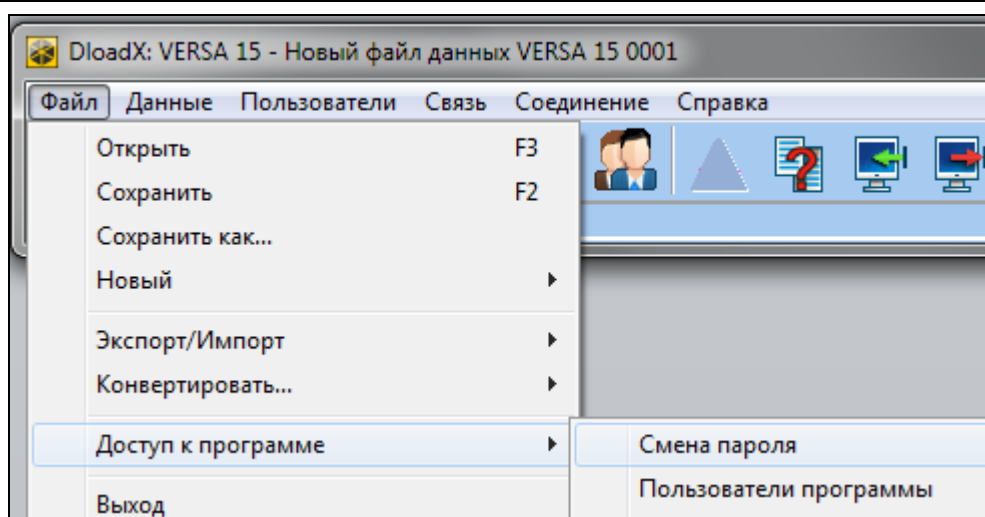 DloadX: VERSA 15 - Новый файл данных VERSA 15 0001
Файл Данные Пользователи Связь Соединение Справка
Открыть F3
Сохранить F2
Сохранить как...
Новый
Экспорт/Импорт
Конвертировать...
Доступ к программе
Смена пароля
Пользователи программы
Выход